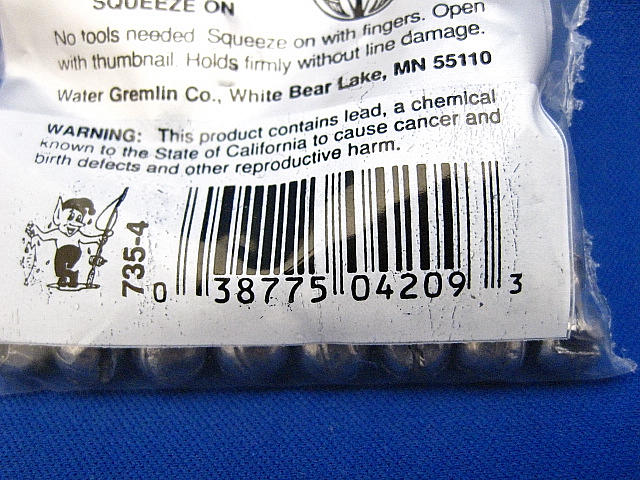 SQUEEZE ON
No tools needed Squeeze on with fingers. Open
with thumbnail. Holds firmly without line damage.
Water Gremlin Co., White Bear Lake, MN 55110
WARNING: This product contains lead, a chemical
known to the State of California to cause cancer and
birth defects and other reproductive harm.
735-4
0 38775 04209 3